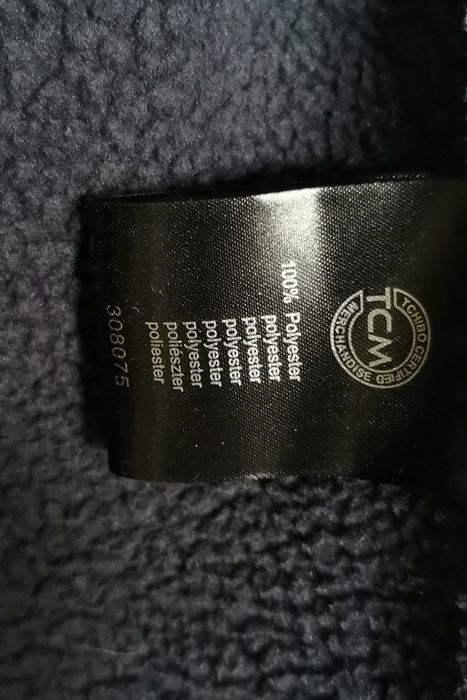 TCHIBO CERTIFIED
TCM
MERCHANDISE
100% Polyester
polyester
polyester
polyester
polyester
polyester
poliészter
poliester
308075